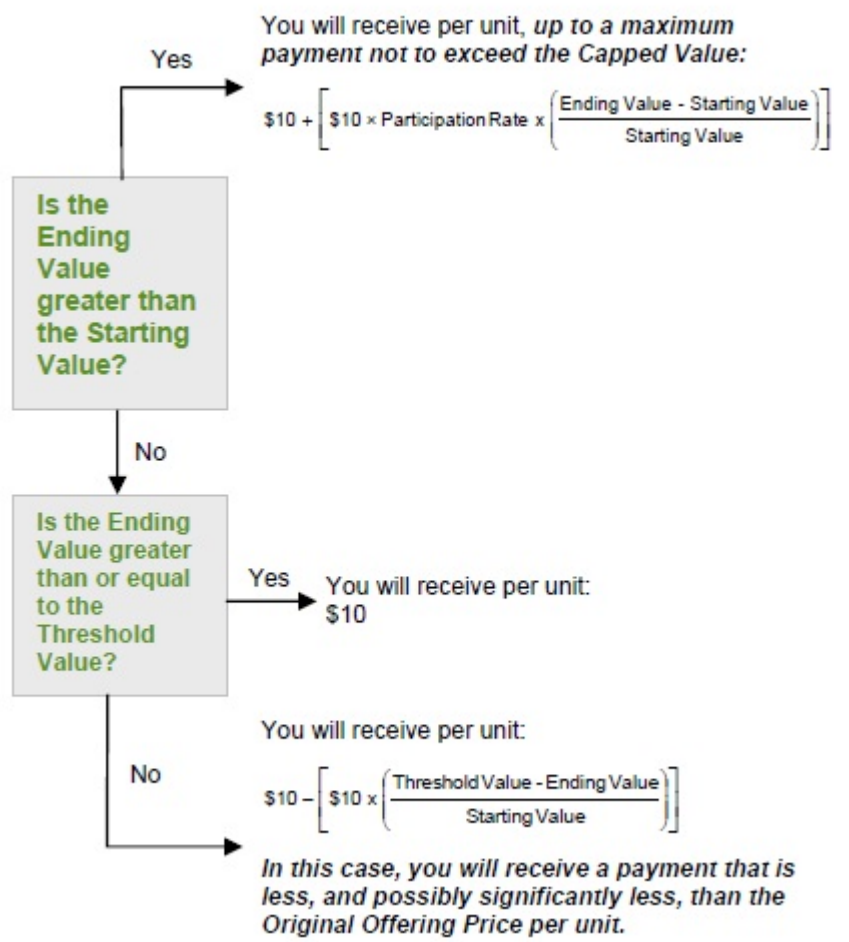 You will receive per unit, up to a maximum
payment not to exceed the Capped Value:
Yes
$10 + [ $10 × Participation Rate x ( Ending Value - Starting Value / Starting Value ) ]
Is the
Ending
Value
greater than
the Starting
Value?
No
Is the Ending
Value greater
than or equal
to the
Threshold
Value?
Yes
You will receive per unit:
$10
No
You will receive per unit:
$10 – [ $10 x ( Threshold Value - Ending Value / Starting Value ) ]
In this case, you will receive a payment that is
less, and possibly significantly less, than the
Original Offering Price per unit.